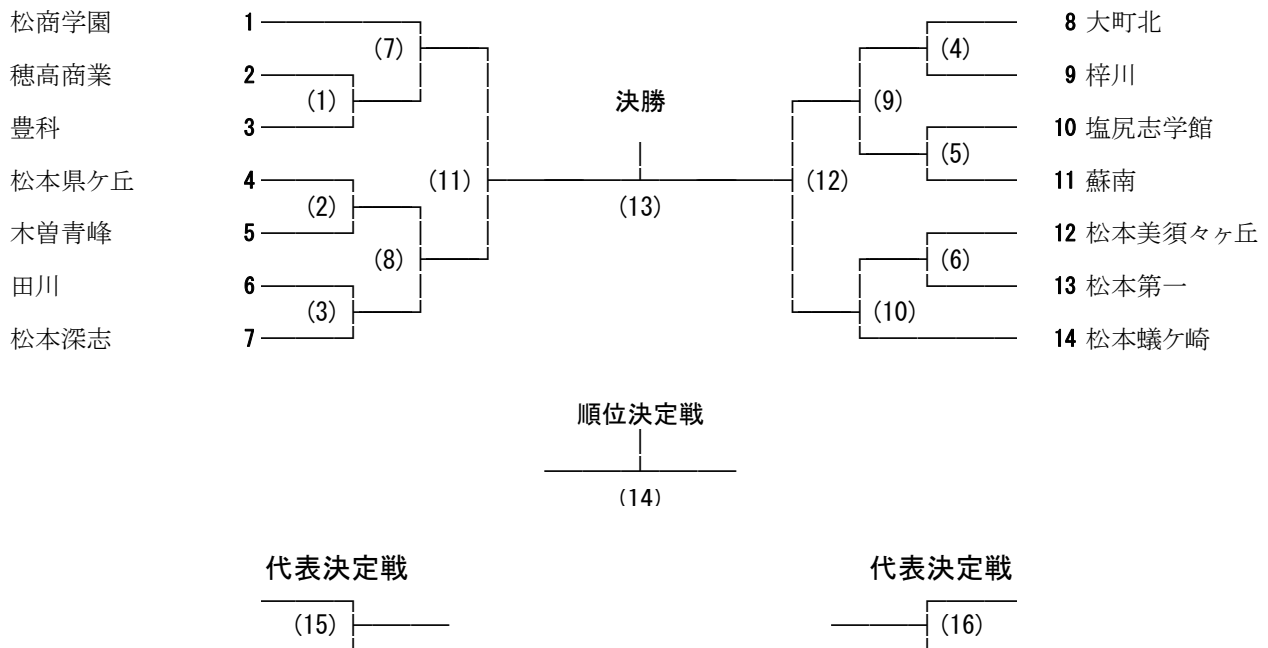 松商学園 1 8 大町北
(7) (4)
穂高商業 2 9 梓川
(1) 決勝 (9)
豊科 3 10 塩尻志学館
(5)
松本県ケ丘 4 (11) (12) 11 蘇南
(2) (13)
木曽青峰 5 12 松本美須々ヶ丘
(8) (6)
田川 6 13 松本第一
(3) (10)
松本深志 7 14 松本蟻ケ崎
順位決定戦
(14)
代表決定戦 代表決定戦
(15) (16)